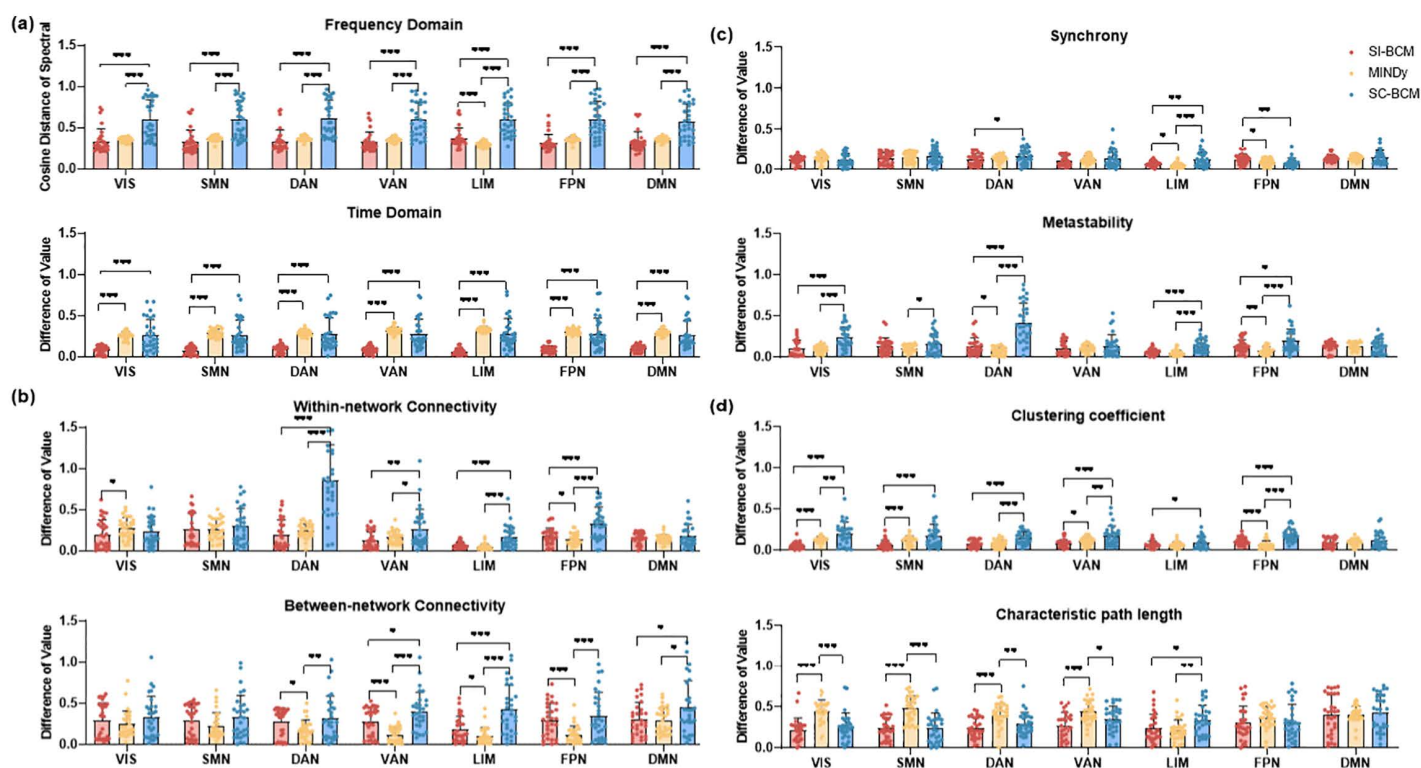 (a)
Frequency Domain
Cosine Distance of Spectral
1.5
1.0
0.5
0.0
VIS SMN DAN VAN LIM FPN DMN
Time Domain
Difference of Value
1.5
1.0
0.5
0.0
VIS SMN DAN VAN LIM FPN DMN
(b)
Within-network Connectivity
Difference of Value
1.5
1.0
0.5
0.0
VIS SMN DAN VAN LIM FPN DMN
Between-network Connectivity
Difference of Value
1.5
1.0
0.5
0.0
VIS SMN DAN VAN LIM FPN DMN
(c)
Synchrony
SI-BCM
MINDy
SC-BCM
Difference of Value
1.5
1.0
0.5
0.0
VIS SMN DAN VAN LIM FPN DMN
Metastability
Difference of Value
1.5
1.0
0.5
0.0
VIS SMN DAN VAN LIM FPN DMN
(d)
Clustering coefficient
Difference of Value
1.5
1.0
0.5
0.0
VIS SMN DAN VAN LIM FPN DMN
Characteristic path length
Difference of Value
1.5
1.0
0.5
0.0
VIS SMN DAN VAN LIM FPN DMN